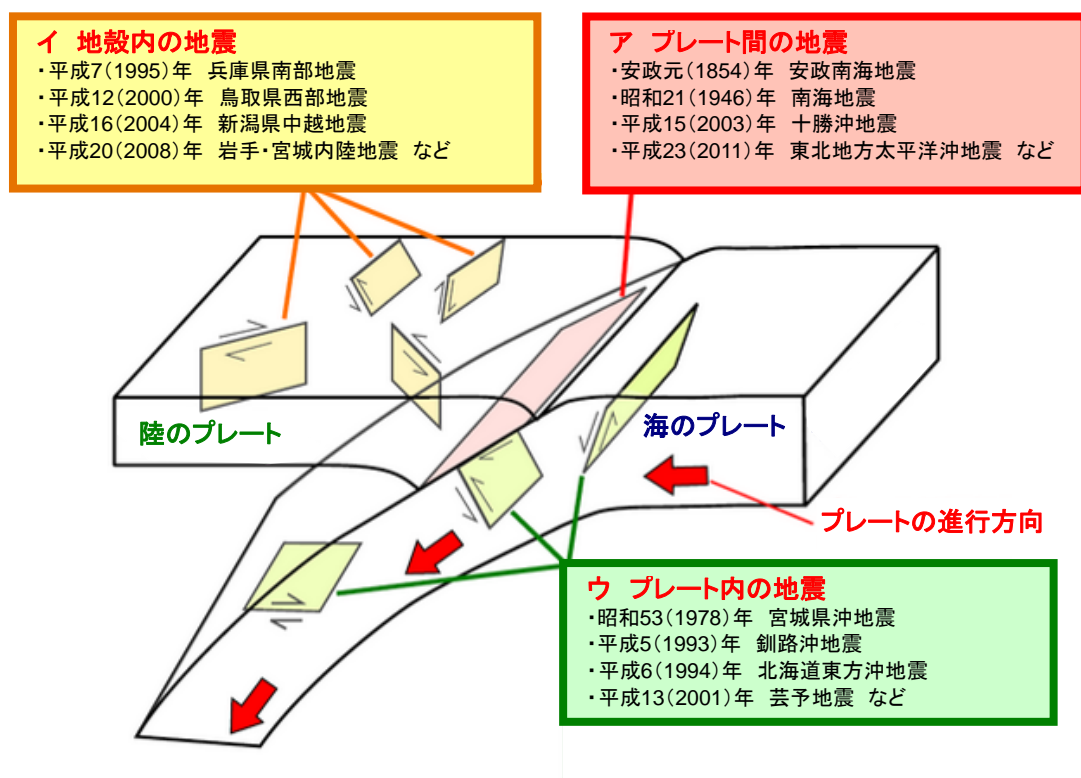 イ 地殻内の地震
・平成7(1995)年 兵庫県南部地震
・平成12(2000)年 鳥取県西部地震
・平成16(2004)年 新潟県中越地震
・平成20(2008)年 岩手・宮城内陸地震 など
ア プレート間の地震
・安政元(1854)年 安政南海地震
・昭和21(1946)年 南海地震
・平成15(2003)年 十勝沖地震
・平成23(2011)年 東北地方太平洋沖地震 など
陸のプレート
海のプレート
プレートの進行方向
ウ プレート内の地震
・昭和53(1978)年 宮城県沖地震
・平成5(1993)年 釧路沖地震
・平成6(1994)年 北海道東方沖地震
・平成13(2001)年 芸予地震 など